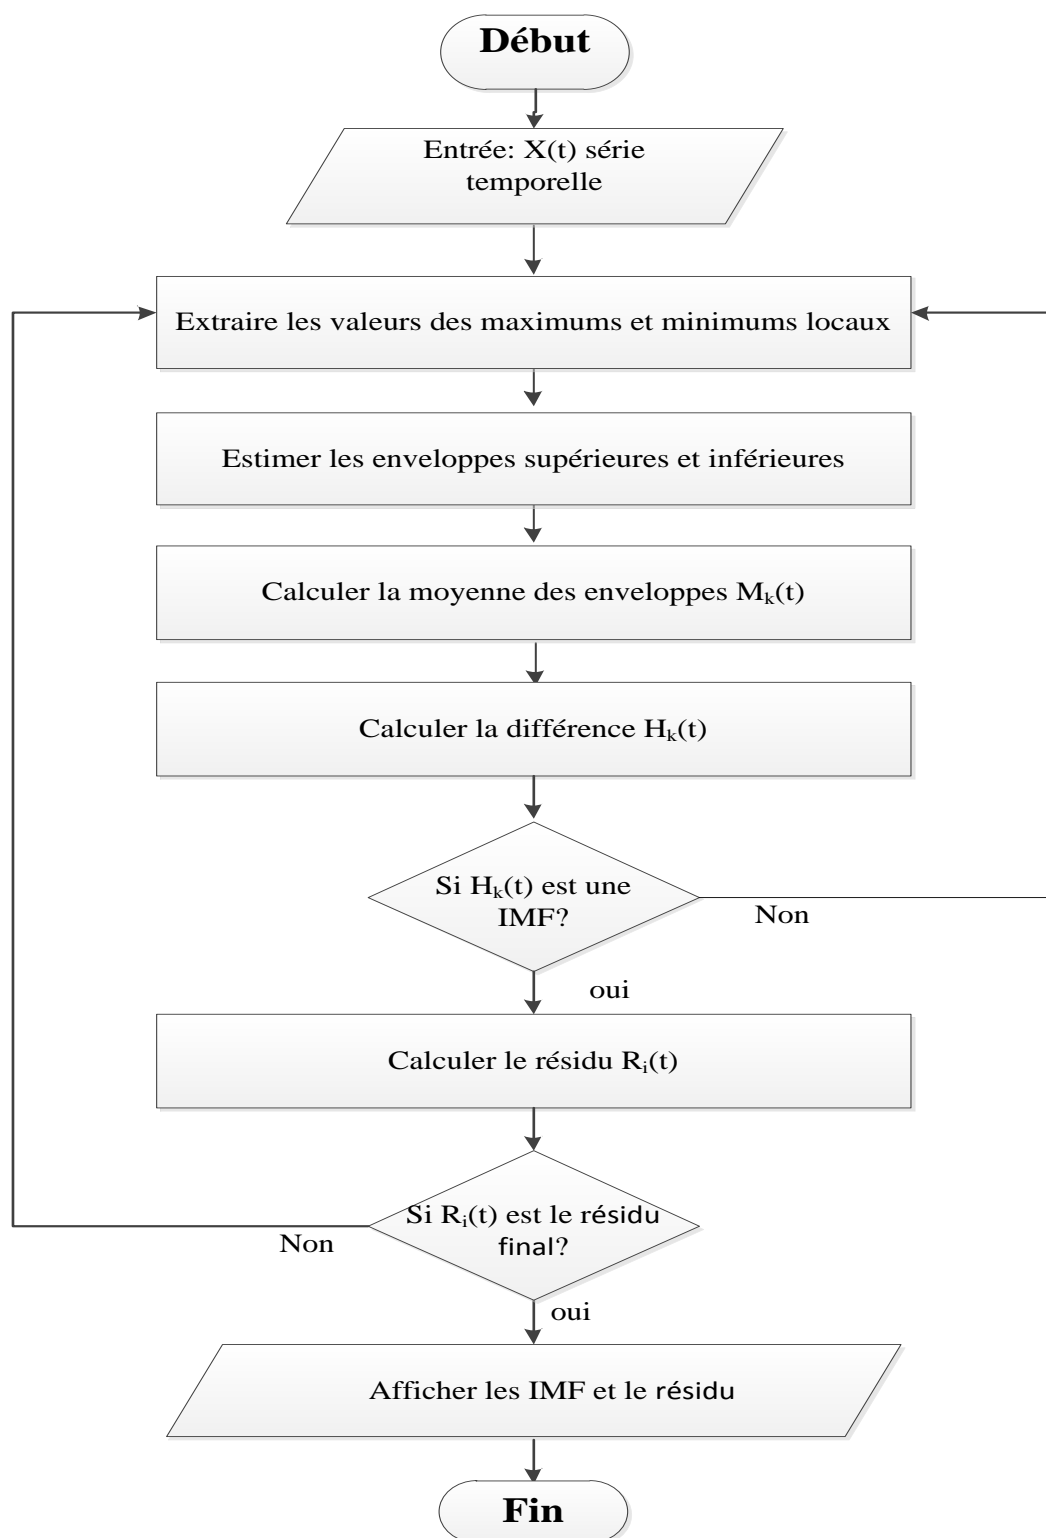 Début
Entrée: X(t) série
temporelle
Extraire les valeurs des maximums et minimums locaux
Estimer les enveloppes supérieures et inférieures
Calculer la moyenne des enveloppes Mₖ(t)
Calculer la différence Hₖ(t)
Si Hₖ(t) est une
IMF?
Non
oui
Calculer le résidu Rᵢ(t)
Si Rᵢ(t) est le résidu
final?
Non
oui
Afficher les IMF et le résidu
Fin